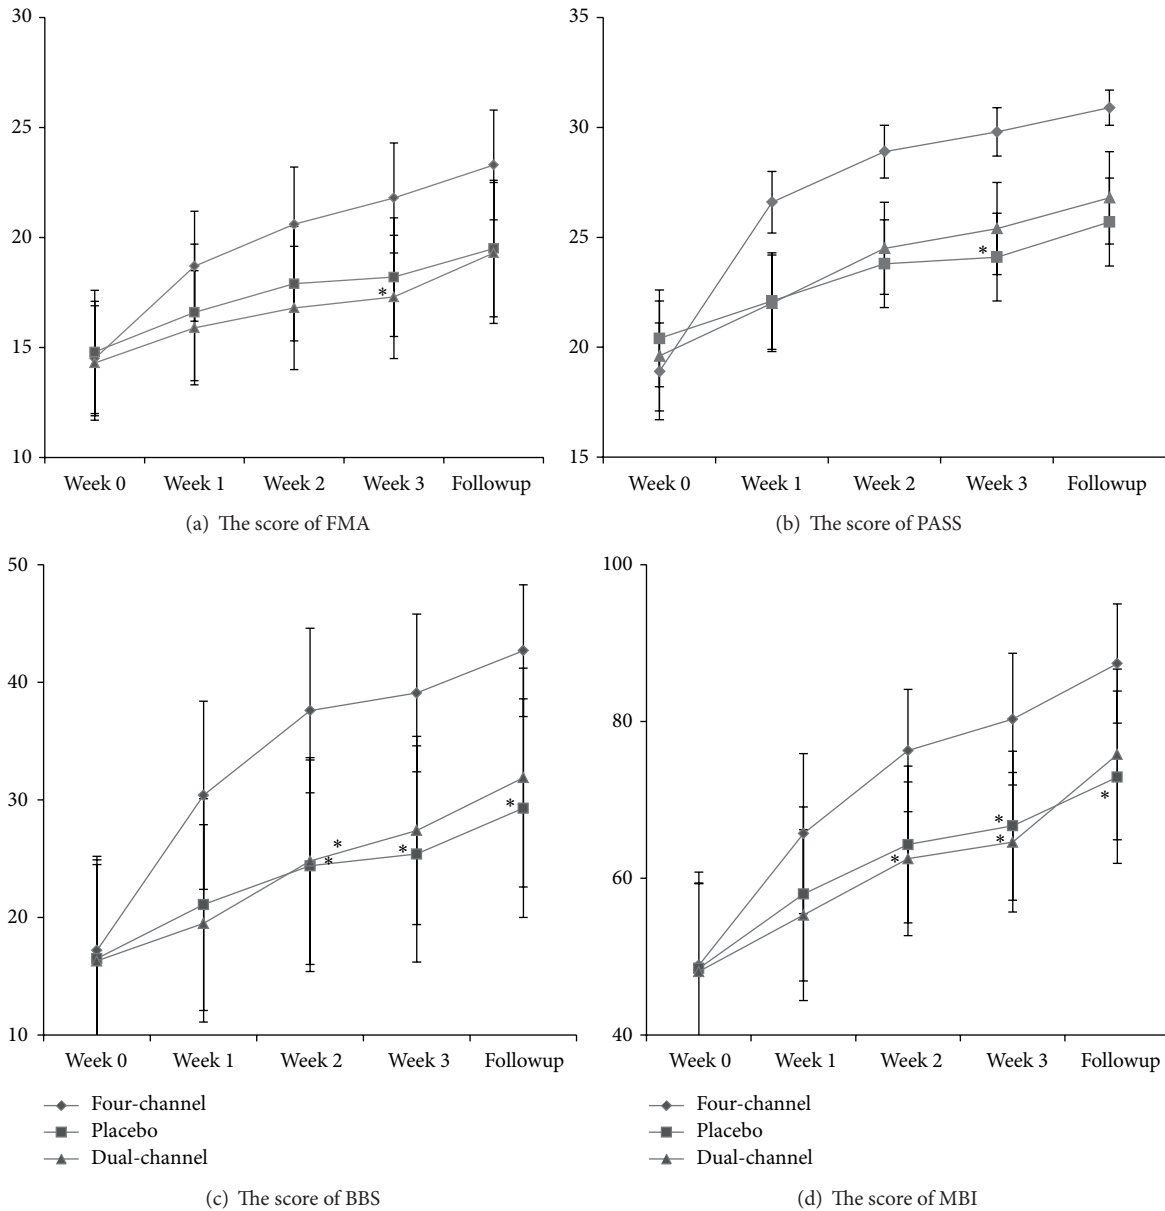 30
25
20
15
10
*
Week 0 Week 1 Week 2 Week 3 Followup
(a) The score of FMA
35
30
25
20
15
*
Week 0 Week 1 Week 2 Week 3 Followup
(b) The score of PASS
50
40
30
20
10
* * * *
Week 0 Week 1 Week 2 Week 3 Followup
Four-channel
Placebo
Dual-channel
(c) The score of BBS
100
80
60
40
* * * *
Week 0 Week 1 Week 2 Week 3 Followup
Four-channel
Placebo
Dual-channel
(d) The score of MBI